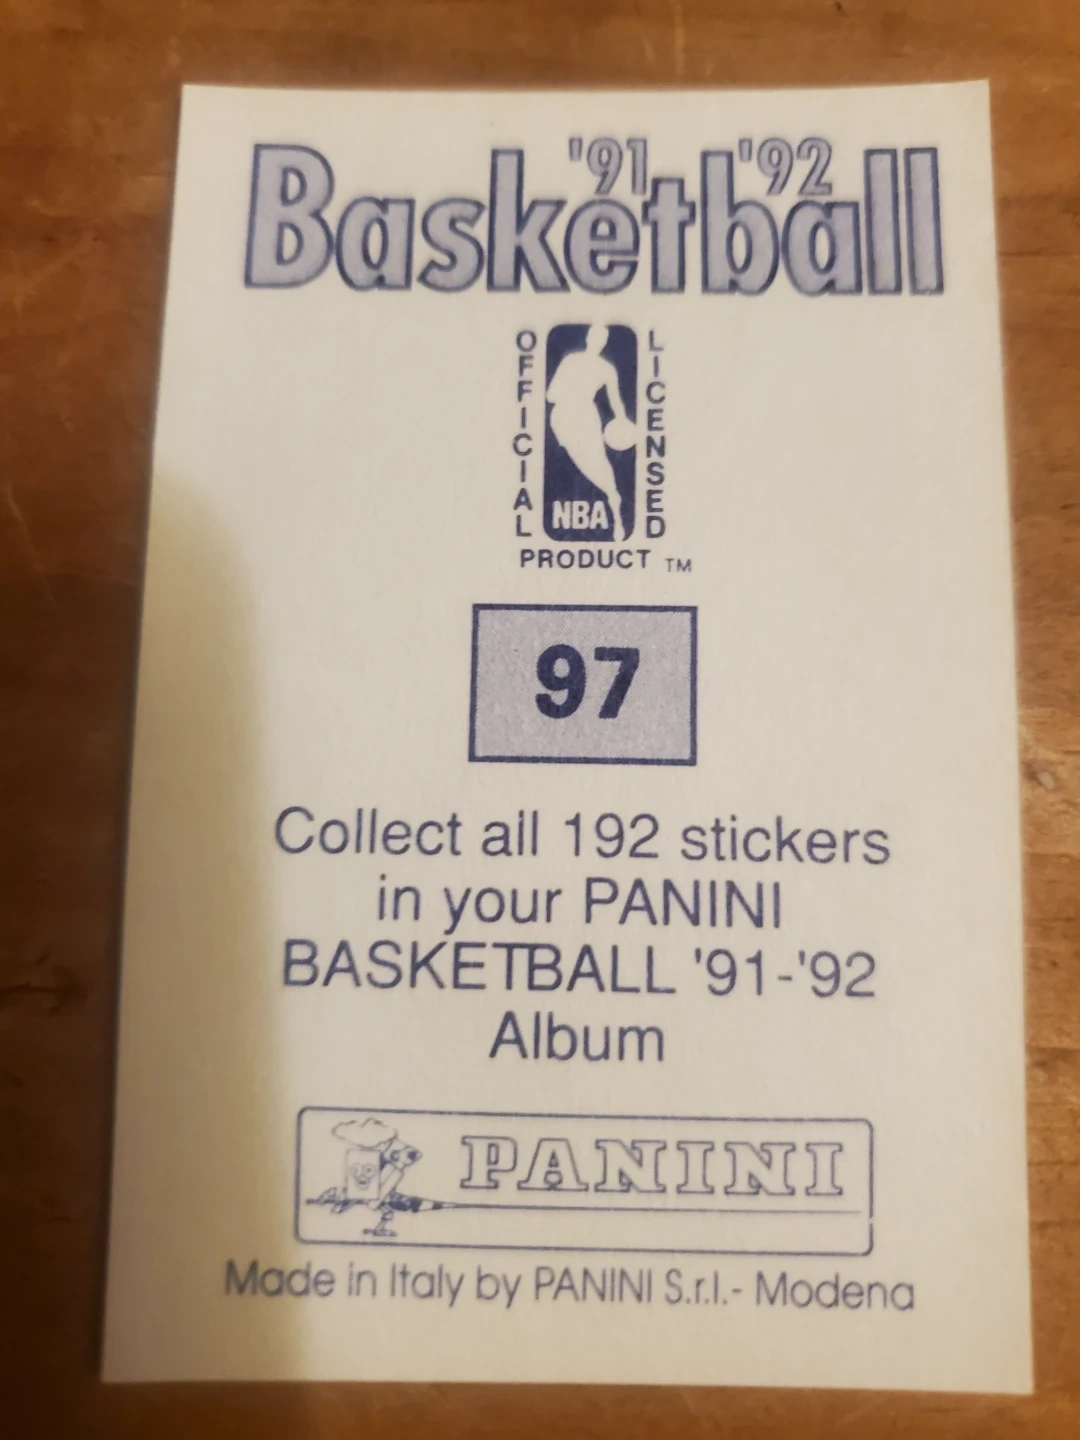 '91 '92
Basketball
OFFICIAL
LICENSED
NBA
PRODUCT TM
97
Collect all 192 stickers
in your PANINI
BASKETBALL '91-'92
Album
PANINI
Made in Italy by PANINI S.r.l.- Modena